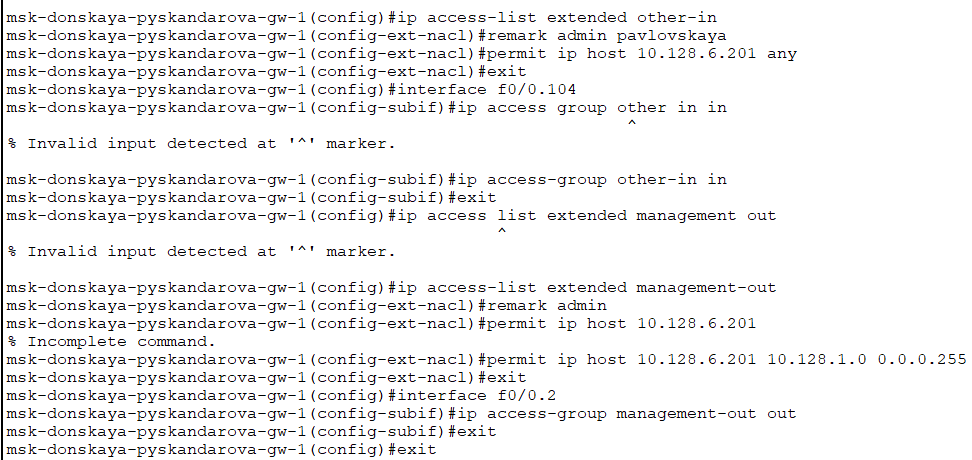 msk-donskaya-pyskandarova-gw-1(config)#ip access-list extended other-in
msk-donskaya-pyskandarova-gw-1(config-ext-nacl)#remark admin pavlovskaya
msk-donskaya-pyskandarova-gw-1(config-ext-nacl)#permit ip host 10.128.6.201 any
msk-donskaya-pyskandarova-gw-1(config-ext-nacl)#exit
msk-donskaya-pyskandarova-gw-1(config)#interface f0/0.104
msk-donskaya-pyskandarova-gw-1(config-subif)#ip access group other in in
^
% Invalid input detected at '^' marker.
msk-donskaya-pyskandarova-gw-1(config-subif)#ip access-group other-in in
msk-donskaya-pyskandarova-gw-1(config-subif)#exit
msk-donskaya-pyskandarova-gw-1(config)#ip access list extended management out
^
% Invalid input detected at '^' marker.
msk-donskaya-pyskandarova-gw-1(config)#ip access-list extended management-out
msk-donskaya-pyskandarova-gw-1(config-ext-nacl)#remark admin
msk-donskaya-pyskandarova-gw-1(config-ext-nacl)#permit ip host 10.128.6.201
% Incomplete command.
msk-donskaya-pyskandarova-gw-1(config-ext-nacl)#permit ip host 10.128.6.201 10.128.1.0 0.0.0.255
msk-donskaya-pyskandarova-gw-1(config-ext-nacl)#exit
msk-donskaya-pyskandarova-gw-1(config)#interface f0/0.2
msk-donskaya-pyskandarova-gw-1(config-subif)#ip access-group management-out out
msk-donskaya-pyskandarova-gw-1(config-subif)#exit
msk-donskaya-pyskandarova-gw-1(config)#exit